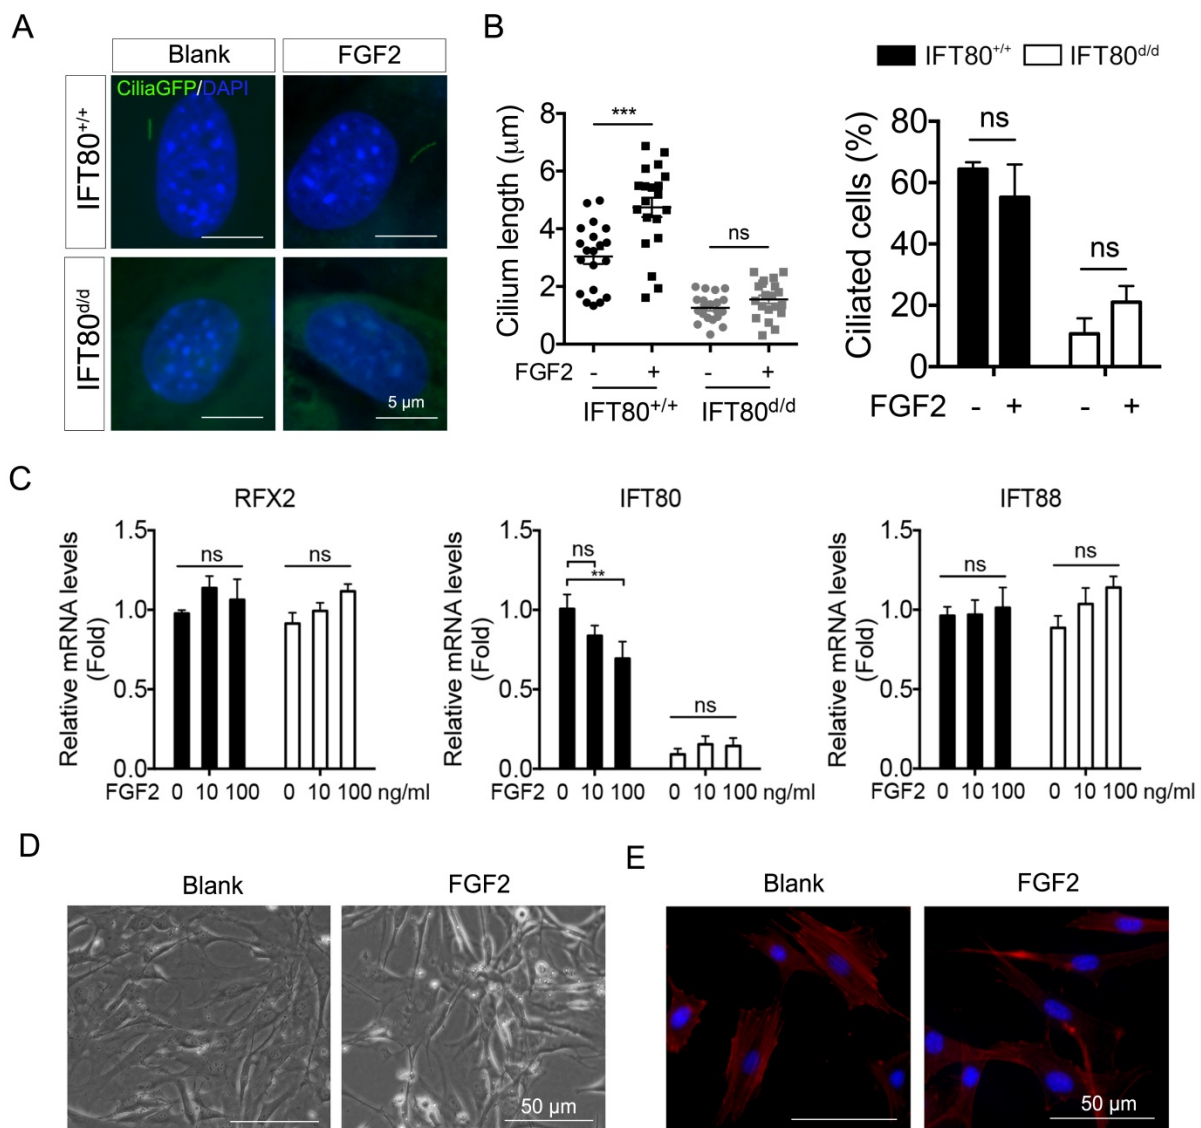 A
Blank
FGF2
CiliaGFP/DAPI
IFT80+/+
IFT80d/d
5 µm
B
IFT80+/+
IFT80d/d
Cilium length (µm)
8
6
4
2
0
***
ns
FGF2 - + - +
IFT80+/+ IFT80d/d
Ciliated cells (%)
80
60
40
20
0
ns
ns
FGF2 - + - +
C
RFX2
Relative mRNA levels
(Fold)
1.5
1.0
0.5
0.0
ns
ns
FGF2 0 10 100 0 10 100 ng/ml
IFT80
Relative mRNA levels
(Fold)
1.5
1.0
0.5
0.0
ns
**
ns
FGF2 0 10 100 0 10 100 ng/ml
IFT88
Relative mRNA levels
(Fold)
1.5
1.0
0.5
0.0
ns
ns
FGF2 0 10 100 0 10 100 ng/ml
D
Blank
FGF2
50 µm
E
Blank
FGF2
50 µm